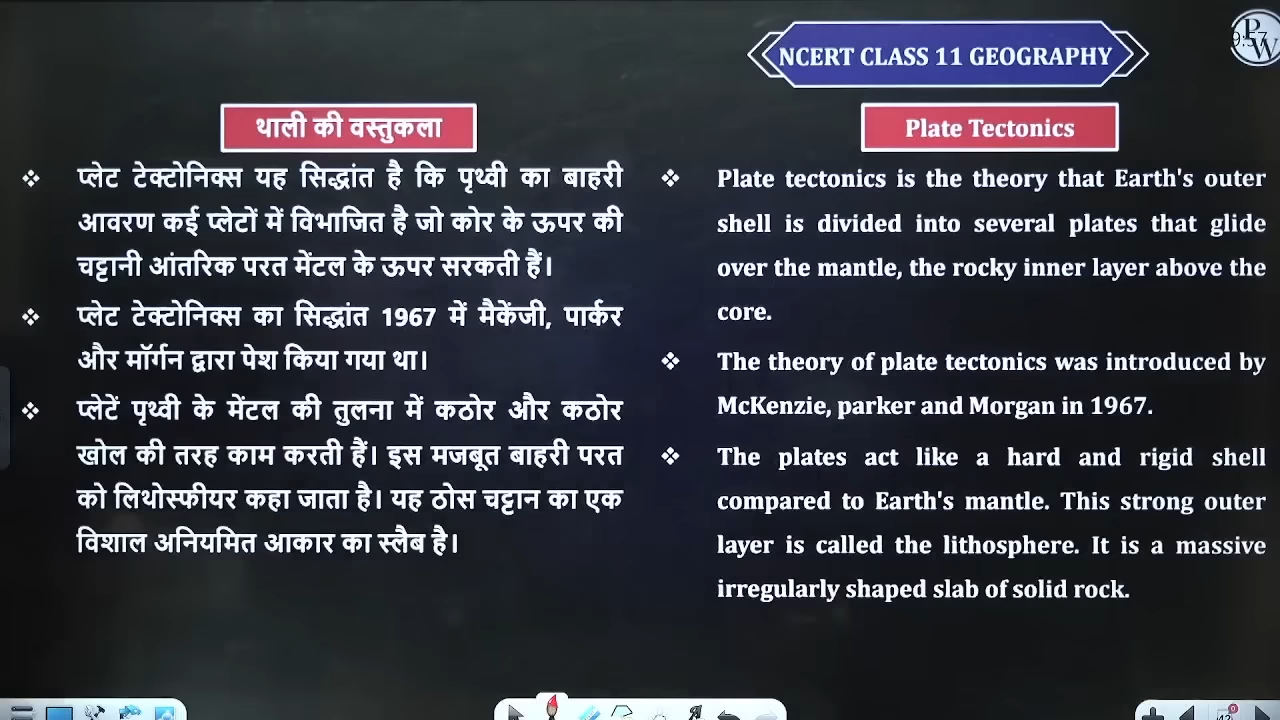 NCERT CLASS 11 GEOGRAPHY
PW
थाली की वस्तुकला
❖ प्लेट टेक्टोनिक्स यह सिद्धांत है कि पृथ्वी का बाहरी
आवरण कई प्लेटों में विभाजित है जो कोर के ऊपर की
चट्टानी आंतरिक परत मेंटल के ऊपर सरकती हैं।
❖ प्लेट टेक्टोनिक्स का सिद्धांत 1967 में मैकेंजी, पार्कर
और मॉर्गन द्वारा पेश किया गया था।
❖ प्लेटें पृथ्वी के मेंटल की तुलना में कठोर और कठोर
खोल की तरह काम करती हैं। इस मजबूत बाहरी परत
को लिथोस्फीयर कहा जाता है। यह ठोस चट्टान का एक
विशाल अनियमित आकार का स्लैब है।
Plate Tectonics
❖ Plate tectonics is the theory that Earth's outer
shell is divided into several plates that glide
over the mantle, the rocky inner layer above the
core.
❖ The theory of plate tectonics was introduced by
McKenzie, parker and Morgan in 1967.
❖ The plates act like a hard and rigid shell
compared to Earth's mantle. This strong outer
layer is called the lithosphere. It is a massive
irregularly shaped slab of solid rock.